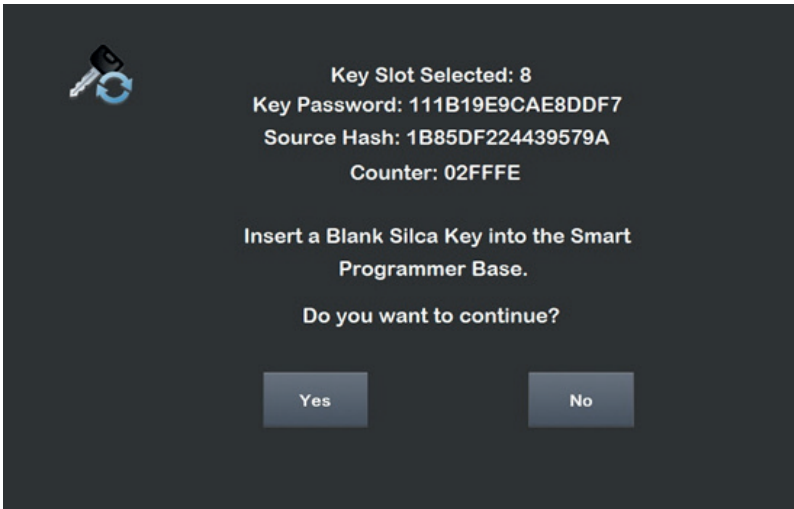 Key Slot Selected: 8
Key Password: 111B19E9CAE8DDF7
Source Hash: 1B85DF224439579A
Counter: 02FFFE
Insert a Blank Silca Key into the Smart
Programmer Base.
Do you want to continue?
Yes
No